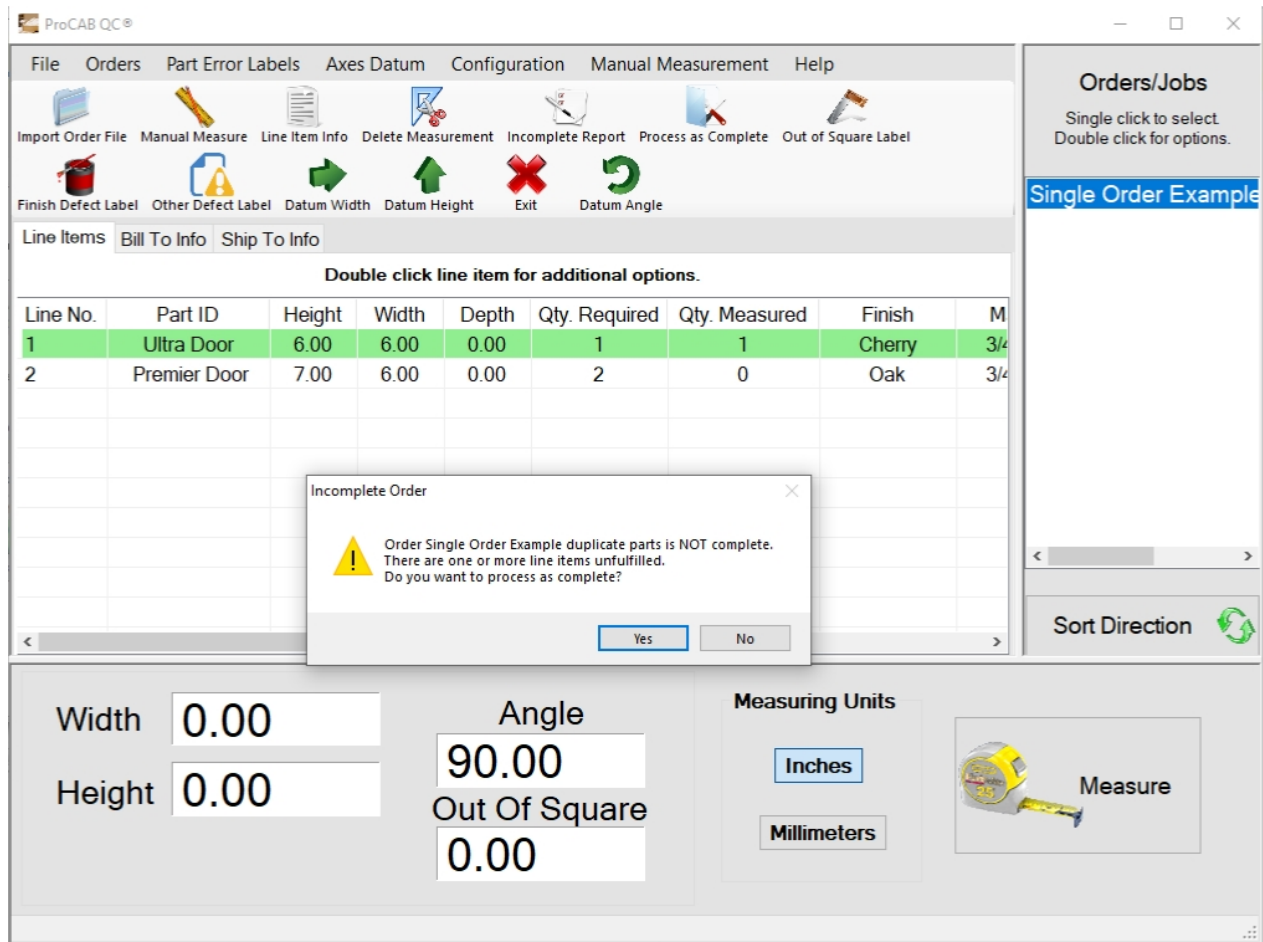 ProCAB QC®
File Orders Part Error Labels Axes Datum Configuration Manual Measurement Help
Import Order File Manual Measure Line Item Info Delete Measurement Incomplete Report Process as Complete Out of Square Label
Finish Defect Label Other Defect Label Datum Width Datum Height Exit Datum Angle
Line Items Bill To Info Ship To Info
Double click line item for additional options.
Line No. Part ID Height Width Depth Qty. Required Qty. Measured Finish M
1 Ultra Door 6.00 6.00 0.00 1 1 Cherry 3/4
2 Premier Door 7.00 6.00 0.00 2 0 Oak 3/4
Incomplete Order
Order Single Order Example duplicate parts is NOT complete.
There are one or more line items unfulfilled.
Do you want to process as complete?
Yes No
Orders/Jobs
Single click to select.
Double click for options.
Single Order Example
Sort Direction
Width 0.00
Height 0.00
Angle
90.00
Out Of Square
0.00
Measuring Units
Inches
Millimeters
25
Measure